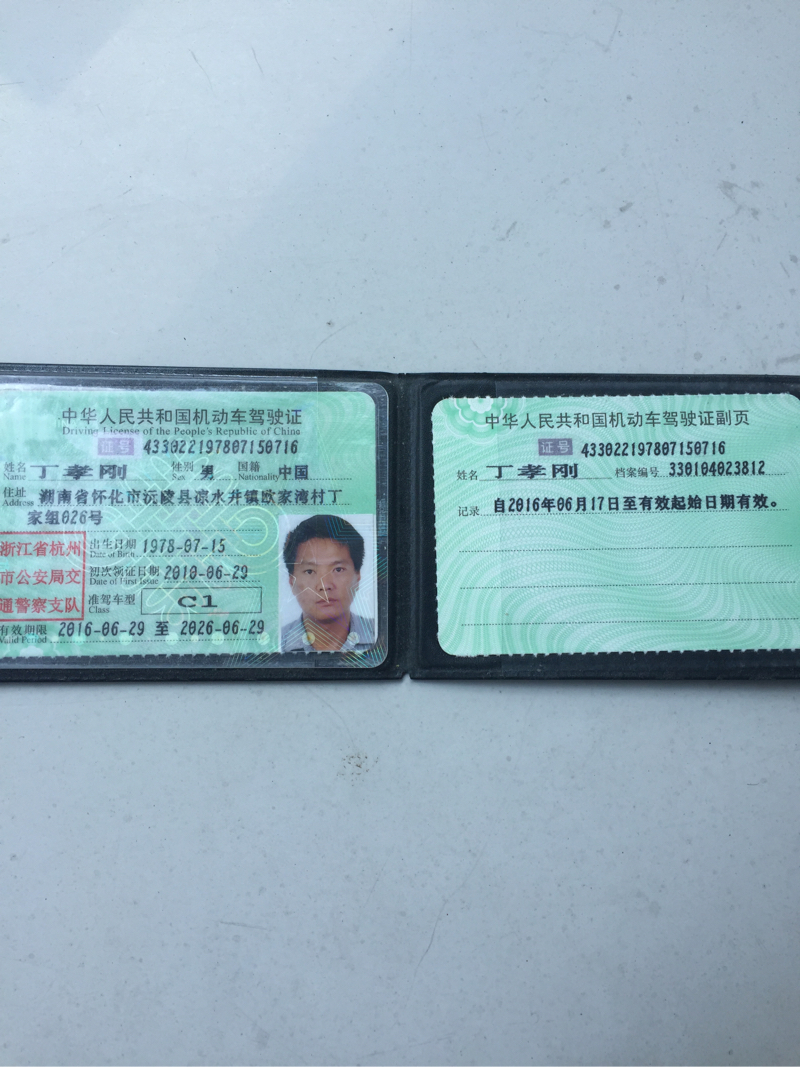 中华人民共和国机动车驾驶证
Driving License of the People's Republic of China
证号 433022197807150716
姓名 丁孝刚 性别 男 国籍 中国
Name Sex Nationality
住址 湖南省怀化市沅陵县凉水井镇欧家湾村丁
Address
家组026号
浙江省杭州
市公安局交
通警察支队
出生日期 1978-07-15
Date of Birth
初次领证日期 2010-06-29
Date of First Issue
准驾车型 C1
Class
有效期限 2016-06-29 至 2026-06-29
Valid Period
中华人民共和国机动车驾驶证副页
证号 433022197807150716
姓名 丁孝刚 档案编号 330104023812
记录 自2016年06月17日至有效起始日期有效。